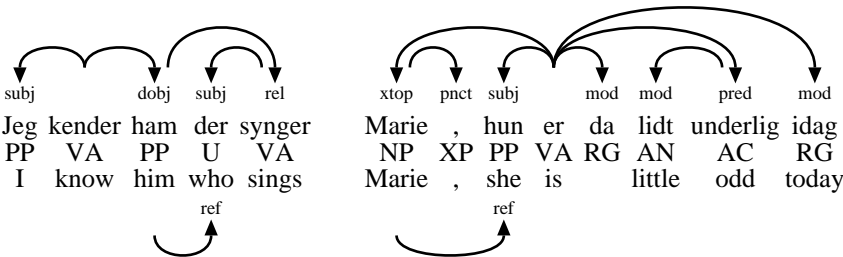 subj dobj subj rel xtop pnct subj mod mod pred mod
Jeg kender ham der synger Marie , hun er da lidt underlig idag
PP VA PP U VA NP XP PP VA RG AN AC RG
I know him who sings Marie , she is little odd today
ref ref